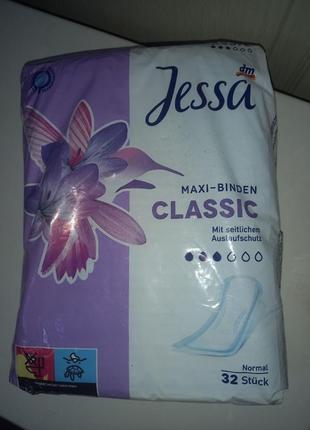 dm
Jessa
MAXI-BINDEN
CLASSIC
Mit seitlichem
Auslaufschutz
Normal
32 Stück